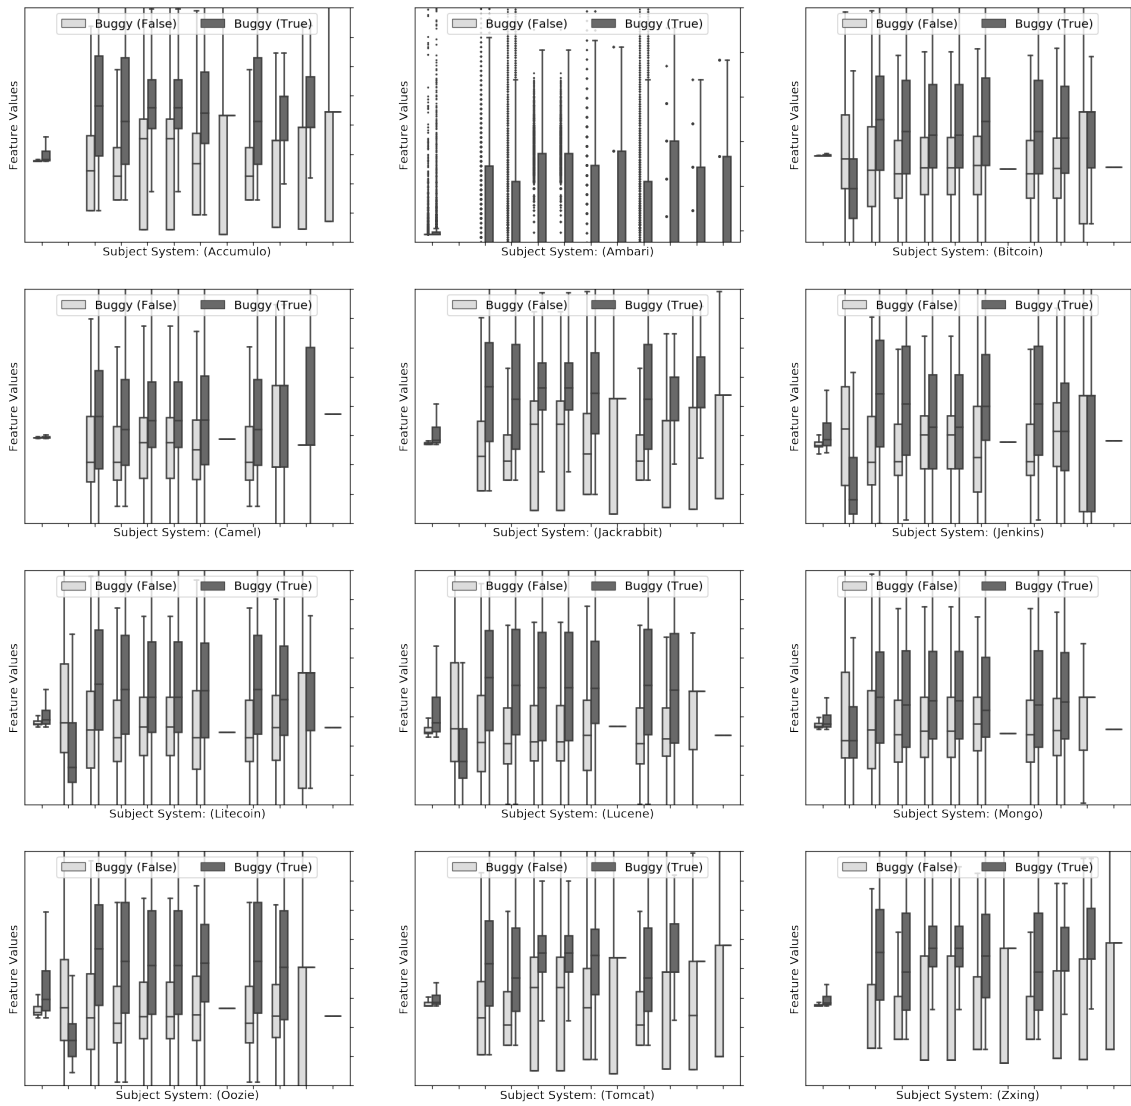 Buggy (False) Buggy (True) Buggy (False) Buggy (True) Buggy (False) Buggy (True)
Feature Values Feature Values Feature Values
Subject System: (Accumulo) Subject System: (Ambari) Subject System: (Bitcoin)
Buggy (False) Buggy (True) Buggy (False) Buggy (True) Buggy (False) Buggy (True)
Feature Values Feature Values Feature Values
Subject System: (Camel) Subject System: (Jackrabbit) Subject System: (Jenkins)
Buggy (False) Buggy (True) Buggy (False) Buggy (True) Buggy (False) Buggy (True)
Feature Values Feature Values Feature Values
Subject System: (Litecoin) Subject System: (Lucene) Subject System: (Mongo)
Buggy (False) Buggy (True) Buggy (False) Buggy (True) Buggy (False) Buggy (True)
Feature Values Feature Values Feature Values
Subject System: (Oozie) Subject System: (Tomcat) Subject System: (Zxing)